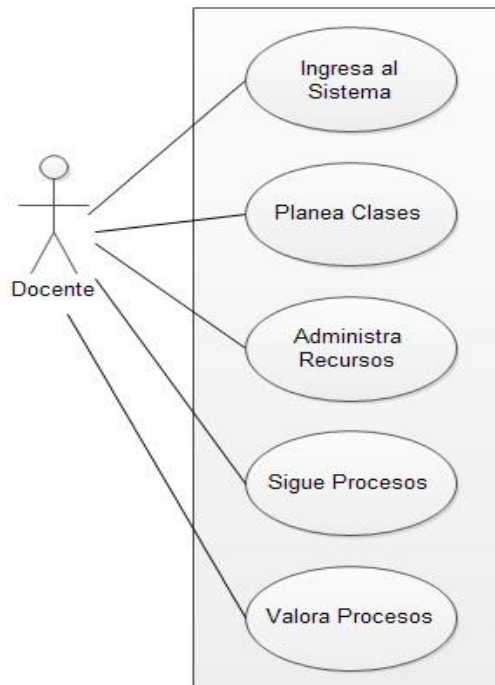 Ingresa al
Sistema
Planea Clases
Docente
Administra
Recursos
Sigue Procesos
Valora Procesos